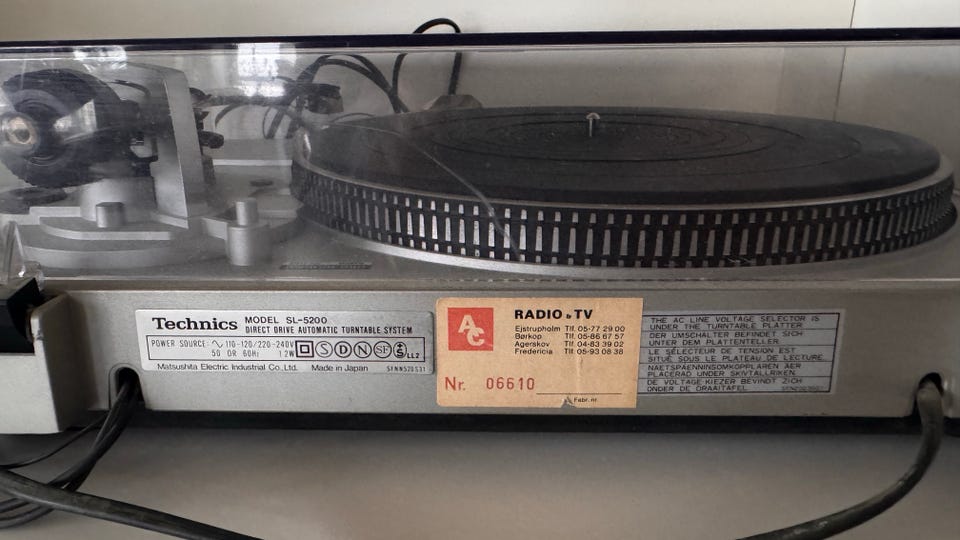 Technics MODEL SL-5200
DIRECT DRIVE AUTOMATIC TURNTABLE SYSTEM
POWER SOURCE: ∿ 110-120/220-240V
50 OR 60Hz 12W
S D N SF S LL2
Matsushita Electric Industrial Co., Ltd. Made in Japan SFNN520S31
AC
RADIO & TV
Ejstrupholm Tlf. 05-77 29 00
Børkop Tlf. 05-86 67 57
Agerskov Tlf. 04-83 39 02
Fredericia Tlf. 05-93 08 38
Nr. 06610
Febr. nr.
THE AC LINE VOLTAGE SELECTOR IS
UNDER THE TURNTABLE PLATTER.
DER UMSCHALTER BEFINDET SICH
UNTER DEM PLATTENTELLER.
LE SÉLECTEUR DE TENSION EST
SITUÉ SOUS LE PLATEAU DE LECTURE.
NAETSPAENNINSOMKOPPLAREN AER
PLACERAD UNDER SKIVTALLRIKEN.
DE VOLTAGE-KIEZER BEVINDT ZICH
ONDER DE DRAAITAFEL.